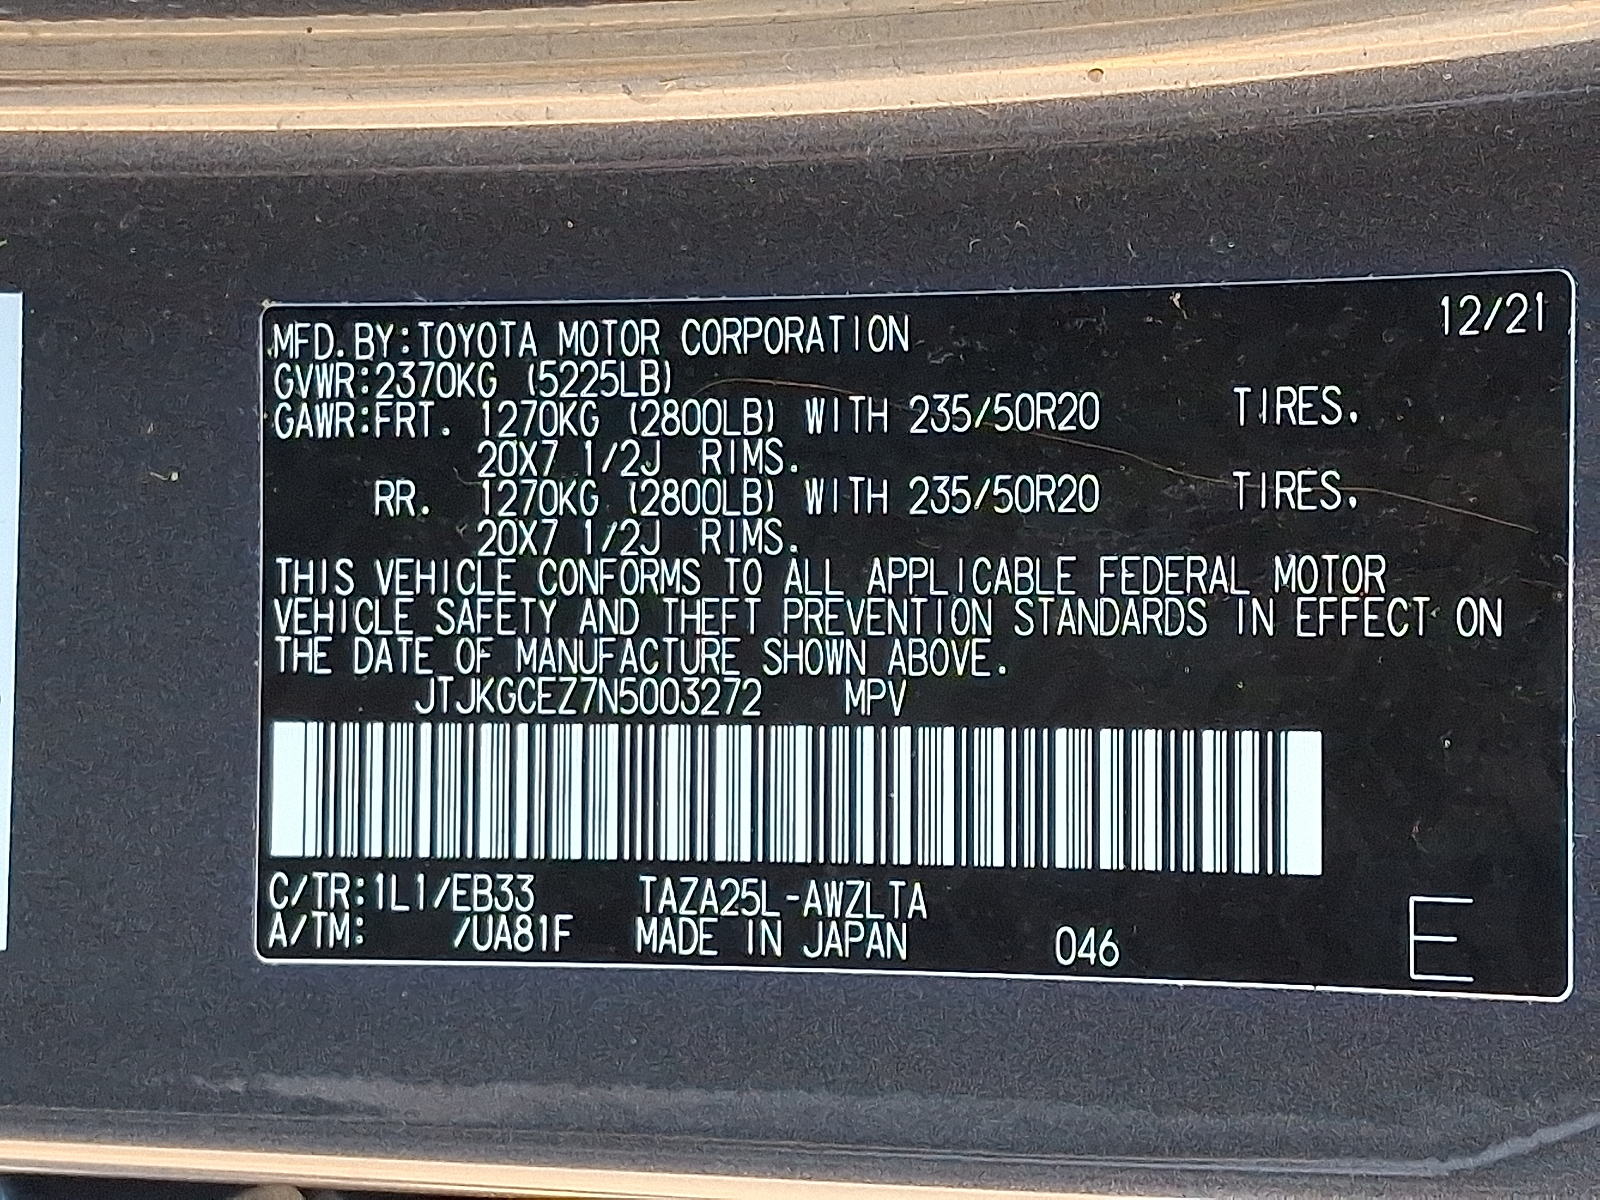 12/21
MFD.BY:TOYOTA MOTOR CORPORATION
GVWR:2370KG (5225LB)
GAWR:FRT. 1270KG (2800LB) WITH 235/50R20 TIRES.
20X7 1/2J RIMS.
RR. 1270KG (2800LB) WITH 235/50R20 TIRES.
20X7 1/2J RIMS.
THIS VEHICLE CONFORMS TO ALL APPLICABLE FEDERAL MOTOR
VEHICLE SAFETY AND THEFT PREVENTION STANDARDS IN EFFECT ON
THE DATE OF MANUFACTURE SHOWN ABOVE.
JTJKGCEZ7N5003272 MPV
C/TR:1L1/EB33 TAZA25L-AWZLTA
A/TM: /UA81F MADE IN JAPAN 046 E